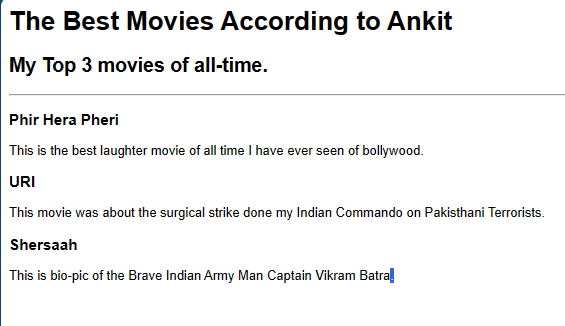 The Best Movies According to Ankit
My Top 3 movies of all-time.
Phir Hera Pheri
This is the best laughter movie of all time I have ever seen of bollywood.
URI
This movie was about the surgical strike done my Indian Commando on Pakisthani Terrorists.
Shersaah
This is bio-pic of the Brave Indian Army Man Captain Vikram Batra.